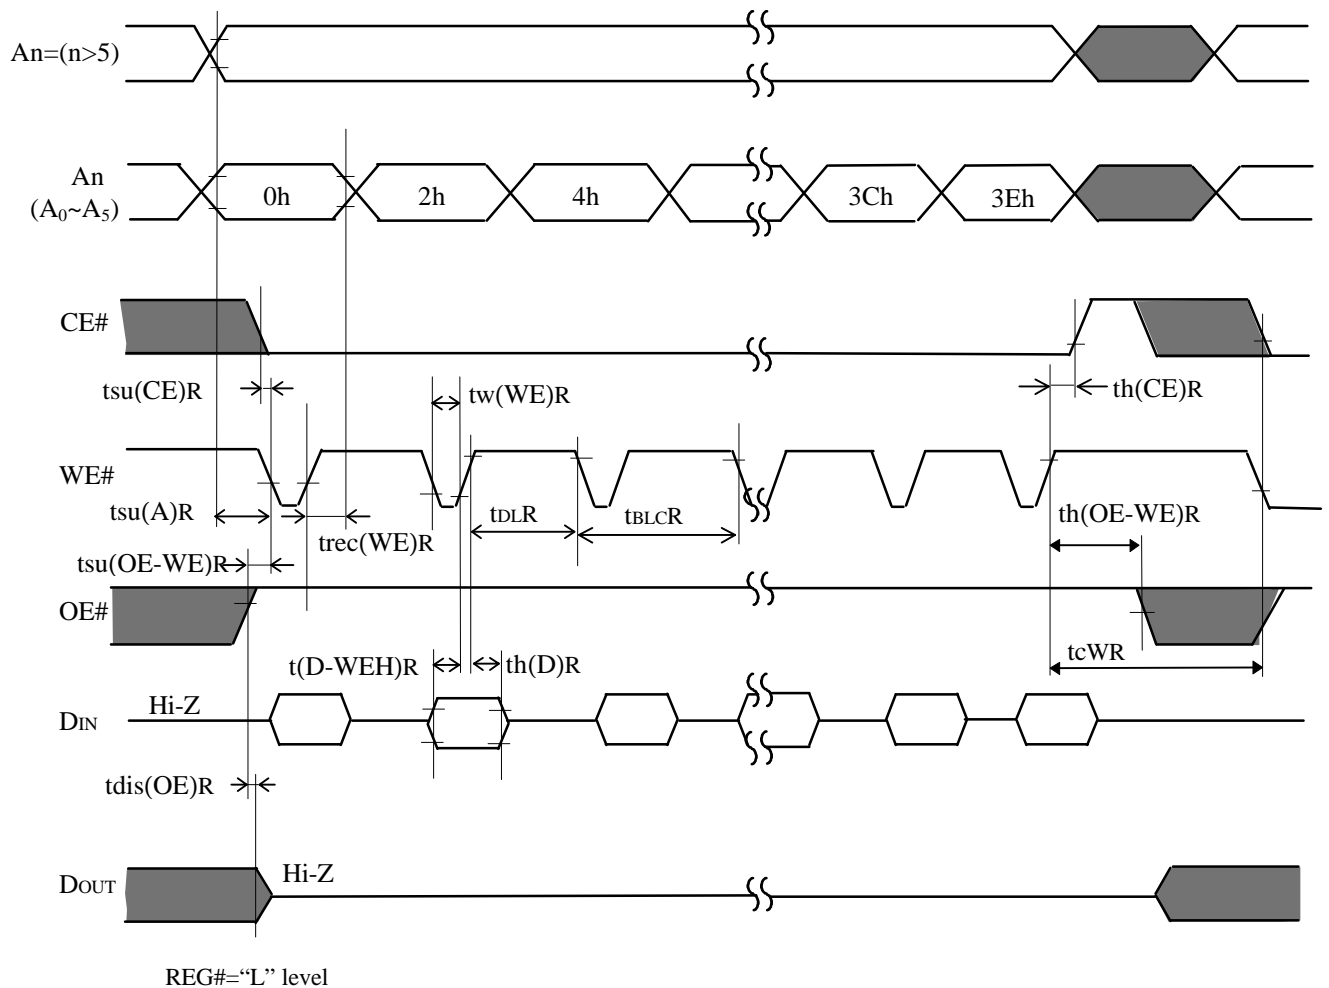 An=(n>5)
An
(A0~A5)
0h
2h
4h
3Ch
3Eh
CE#
tsu(CE)R
tw(WE)R
th(CE)R
WE#
tsu(A)R
trec(WE)R
tDLR
tBLCR
th(OE-WE)R
tsu(OE-WE)R
OE#
t(D-WEH)R
th(D)R
tcWR
DIN
Hi-Z
tdis(OE)R
DOUT
Hi-Z
REG#=“L” level